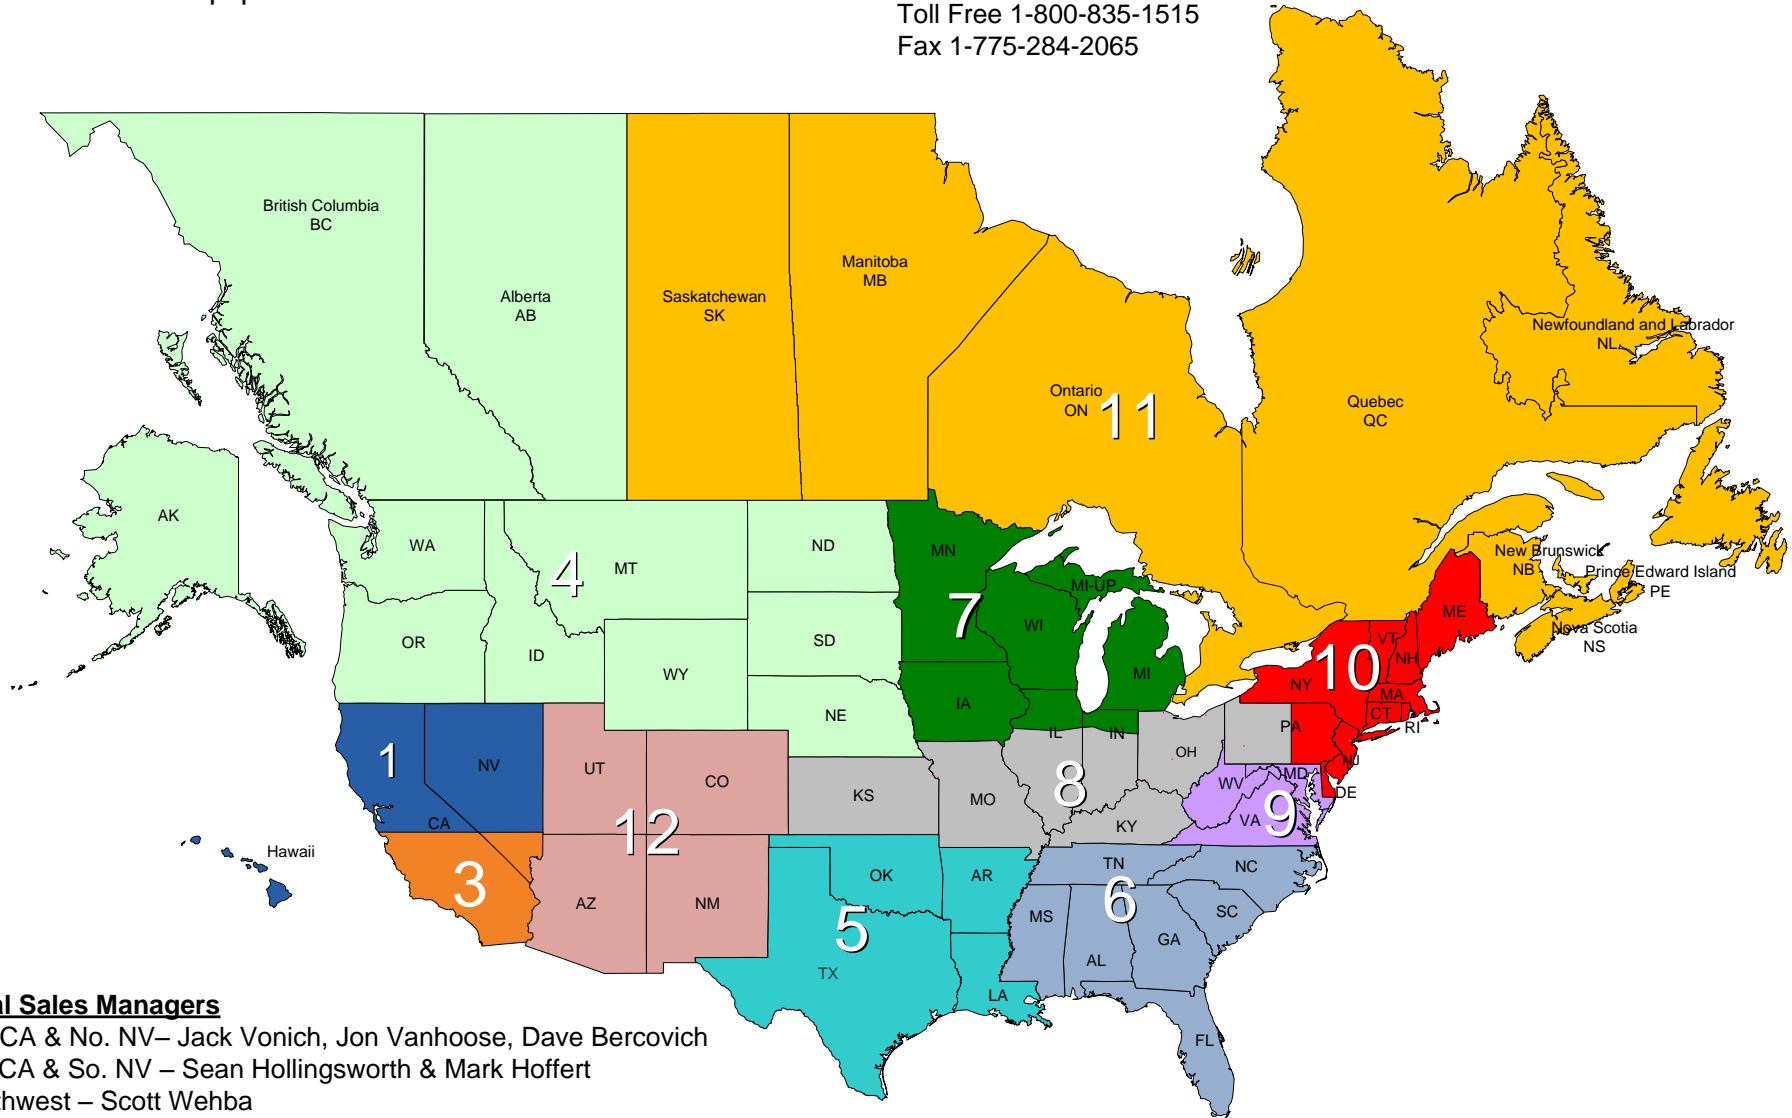 Toll Free 1-800-835-1515
Fax 1-775-284-2065
British Columbia
BC
Alberta
AB
Saskatchewan
SK
Manitoba
MB
Ontario
ON
11
Quebec
QC
Newfoundland and Labrador
NL
New Brunswick
NB
Prince Edward Island
PE
Nova Scotia
NS
AK
WA
4
MT
ND
MN
MI-UP
OR
ID
WY
SD
NE
7
WI
IA
MI
IL
IN
ME
VT
NH
10
NY
MA
CT
RI
PA
NJ
DE
1
NV
CA
UT
CO
KS
MO
8
OH
KY
WV
MD
VA
9
Hawaii
3
12
AZ
NM
OK
AR
5
TX
LA
TN
NC
6
MS
SC
GA
AL
FL
Sales Managers
CA & No. NV– Jack Vonich, Jon Vanhoose, Dave Bercovich
CA & So. NV – Sean Hollingsworth & Mark Hoffert
– Scott Wehba